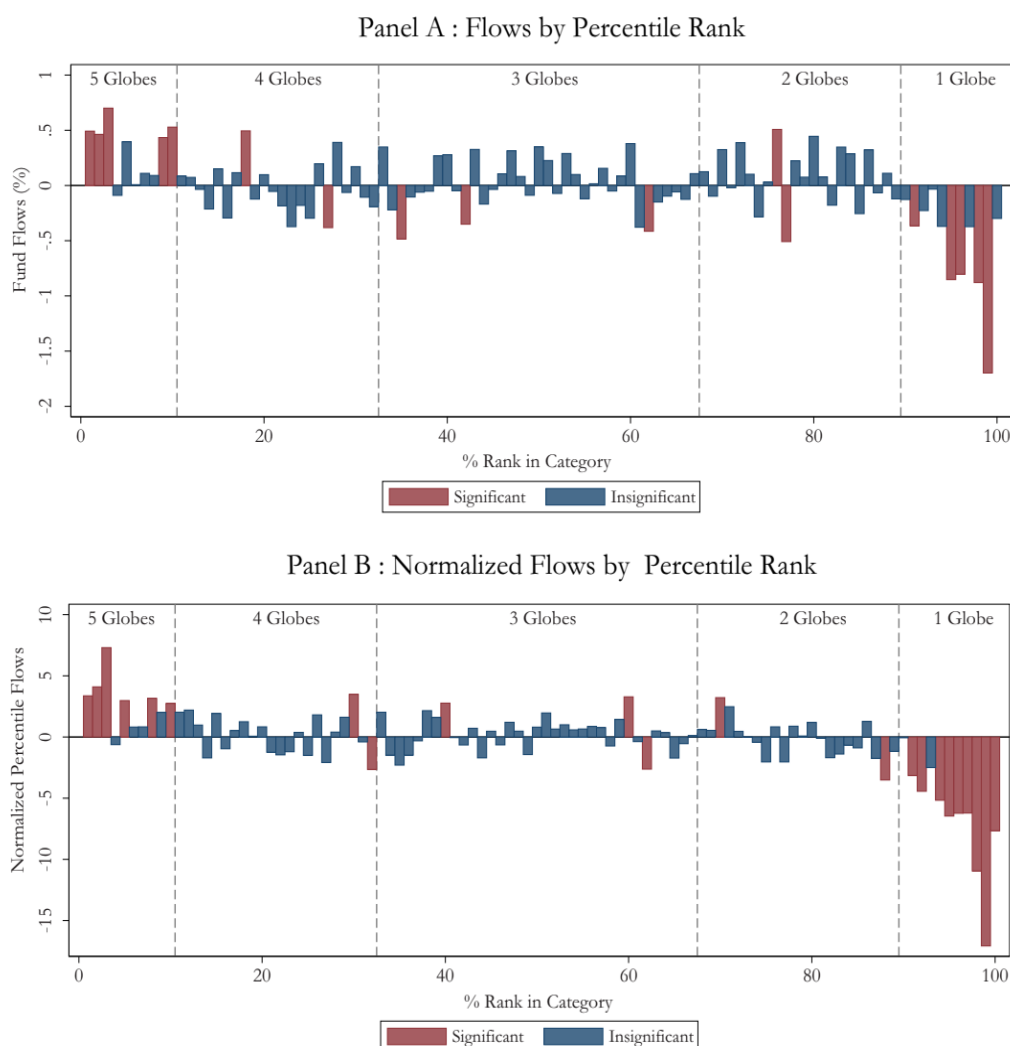 Panel A : Flows by Percentile Rank
5 Globes 4 Globes 3 Globes 2 Globes 1 Globe
Fund Flows (%)
1
.5
0
-.5
-1
-1.5
-2
0 20 40 60 80 100
% Rank in Category
Significant Insignificant
Panel B : Normalized Flows by Percentile Rank
5 Globes 4 Globes 3 Globes 2 Globes 1 Globe
Normalized Percentile Flows
10
5
0
-5
-10
-15
0 20 40 60 80 100
% Rank in Category
Significant Insignificant